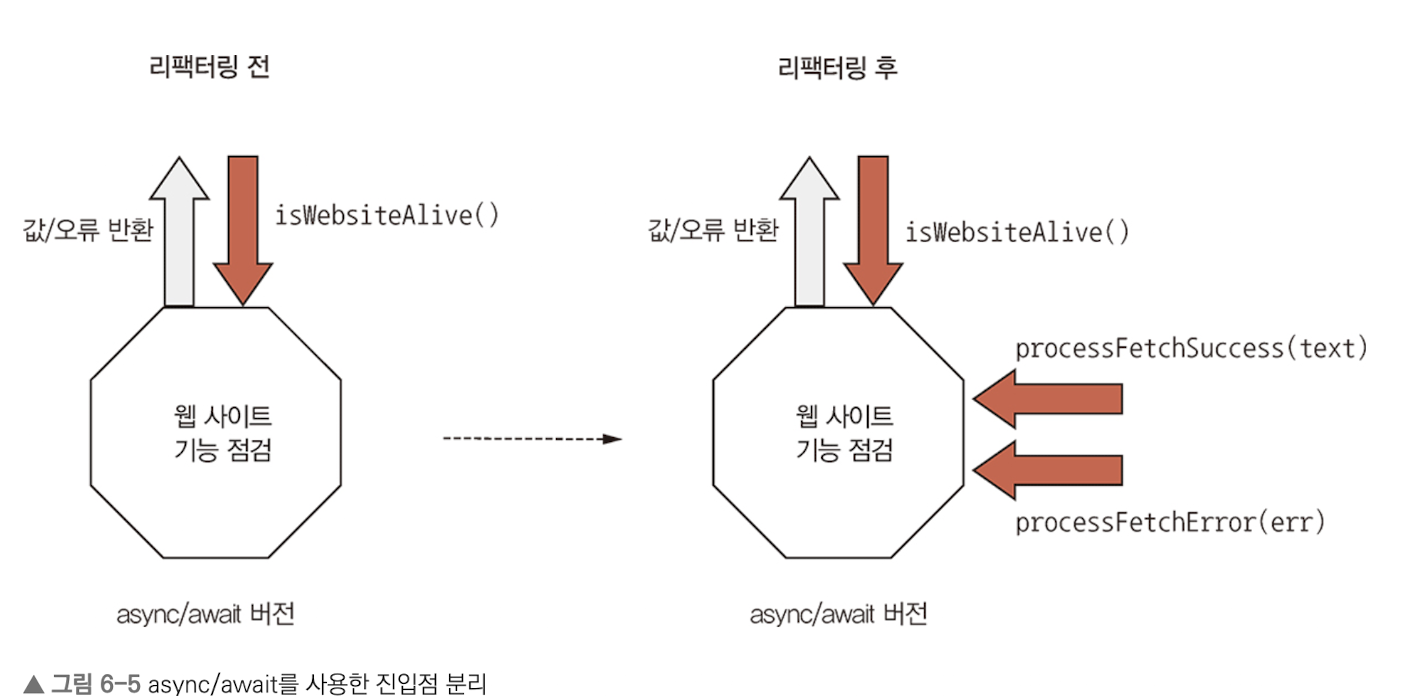 리팩터링 전
리팩터링 후
값/오류 반환
isWebsiteAlive()
값/오류 반환
isWebsiteAlive()
processFetchSuccess(text)
웹 사이트
기능 점검
웹 사이트
기능 점검
processFetchError(err)
async/await 버전
async/await 버전
▲ 그림 6-5 async/await를 사용한 진입점 분리